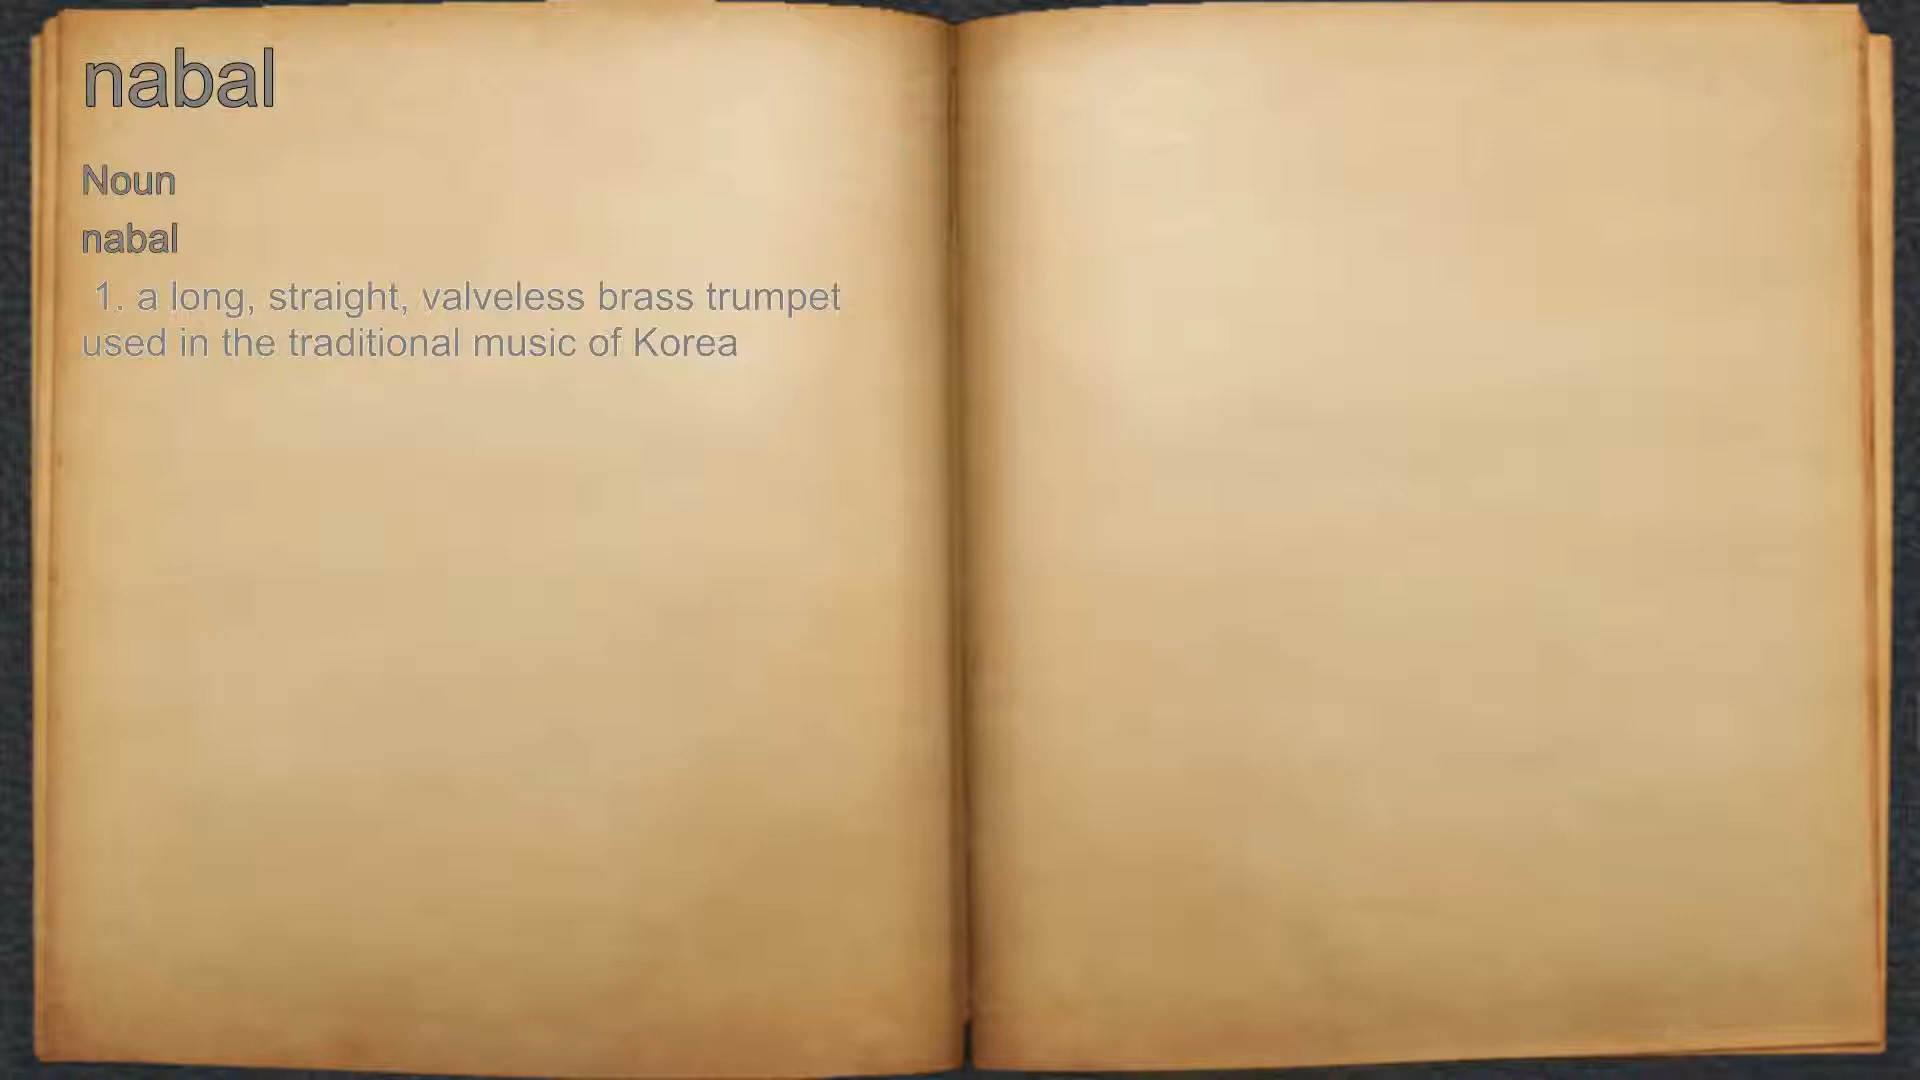 nabal
Noun
nabal
1. a long, straight, valveless brass trumpet
used in the traditional music of Korea